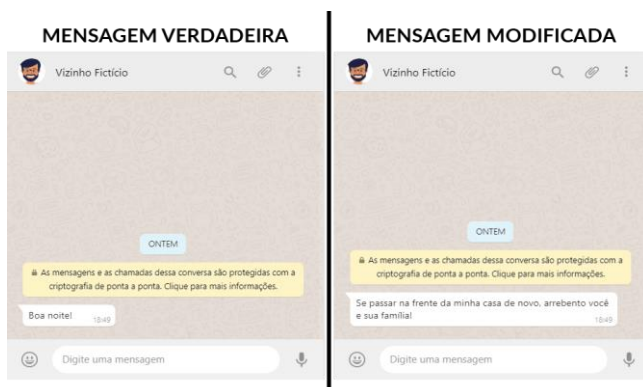 MENSAGEM VERDADEIRA
Vizinho Fictício
ONTEM
As mensagens e as chamadas dessa conversa são protegidas com a
criptografia de ponta a ponta. Clique para mais informações.
Boa noite!
18:49
Digite uma mensagem
MENSAGEM MODIFICADA
Vizinho Fictício
ONTEM
As mensagens e as chamadas dessa conversa são protegidas com a
criptografia de ponta a ponta. Clique para mais informações.
Se passar na frente da minha casa de novo, arrebento você
e sua família!
18:49
Digite uma mensagem